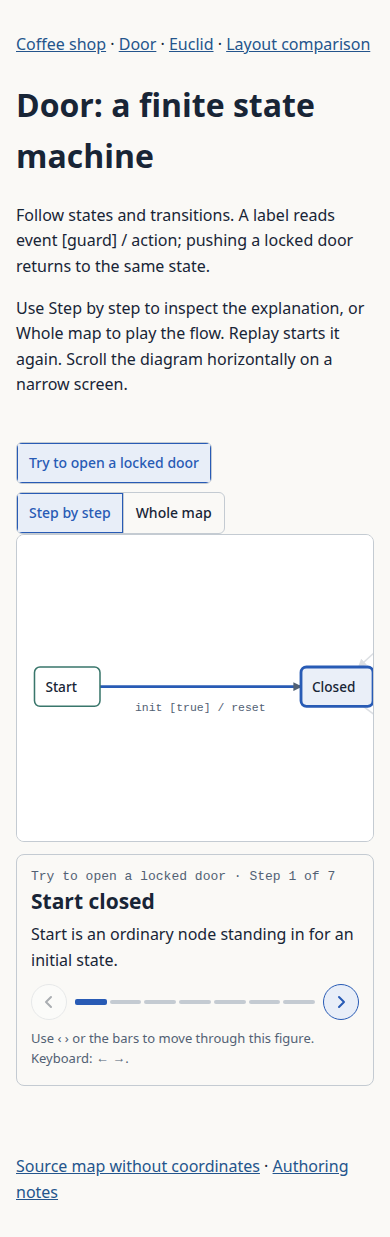 Coffee shop · Door · Euclid · Layout comparison
Door: a finite state
machine
Follow states and transitions. A label reads
event [guard] / action; pushing a locked door
returns to the same state.
Use Step by step to inspect the explanation, or
Whole map to play the flow. Replay starts it
again. Scroll the diagram horizontally on a
narrow screen.
Try to open a locked door
Step by step Whole map
Start Closed
init [true] / reset
Try to open a locked door · Step 1 of 7
Start closed
Start is an ordinary node standing in for an
initial state.
Use ‹ › or the bars to move through this figure.
Keyboard: ← →.
Source map without coordinates · Authoring
notes